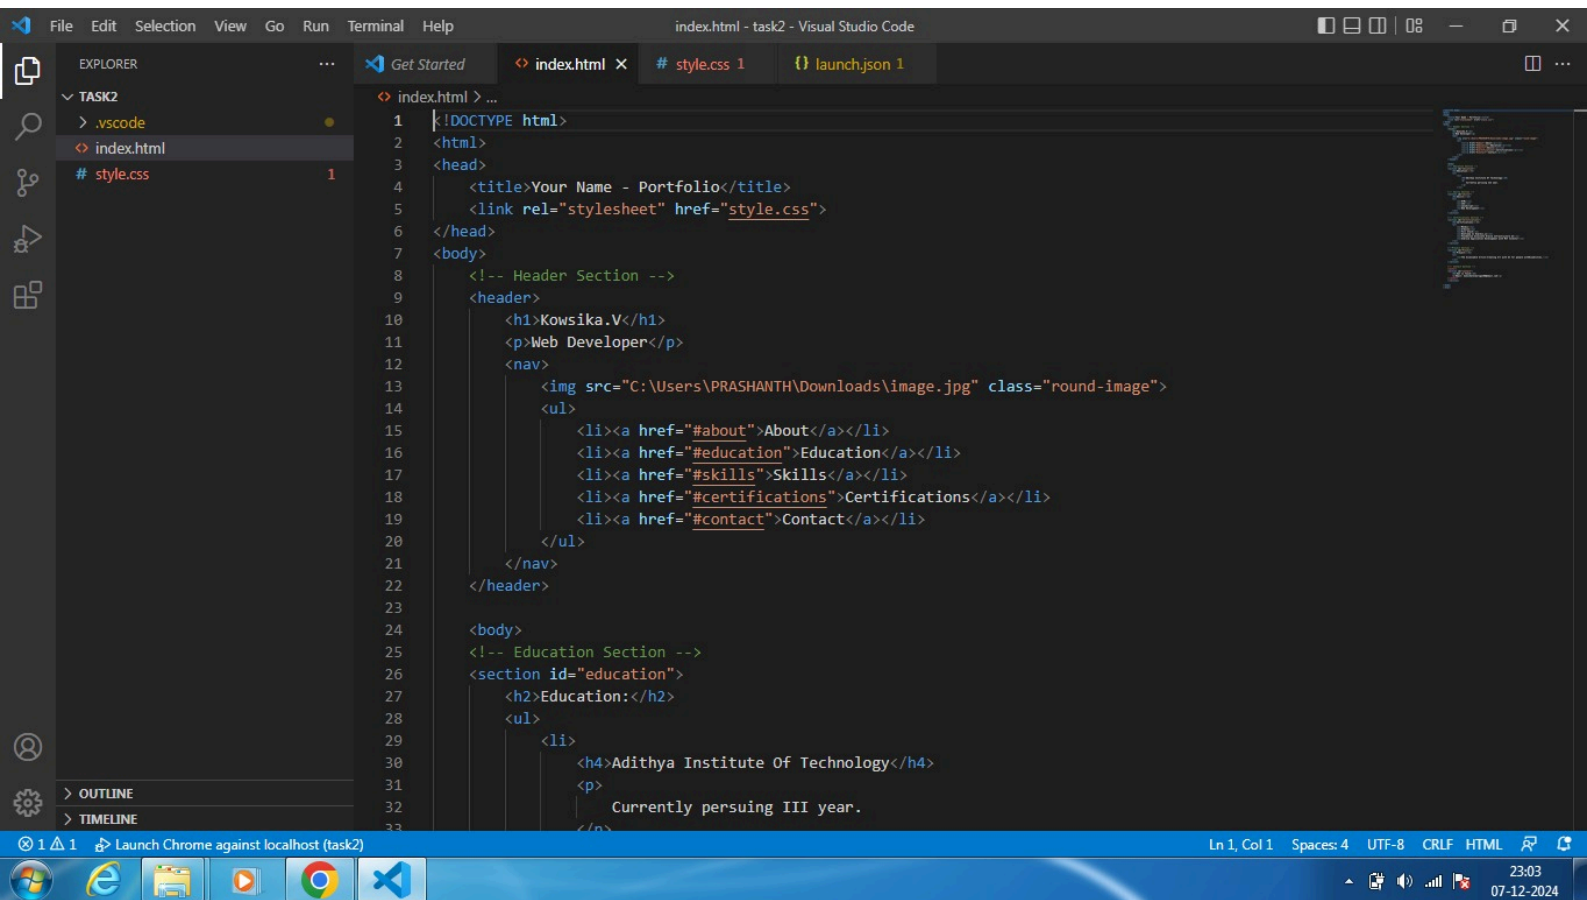 File Edit Selection View Go Run Terminal Help index.html - task2 - Visual Studio Code
EXPLORER
TASK2
.vscode
index.html
# style.css 1
OUTLINE
TIMELINE
Get Started index.html # style.css 1 {} launch.json 1
index.html > ...
1 <!DOCTYPE html>
2 <html>
3 <head>
4 <title>Your Name - Portfolio</title>
5 <link rel="stylesheet" href="style.css">
6 </head>
7 <body>
8 <!-- Header Section -->
9 <header>
10 <h1>Kowsika.V</h1>
11 <p>Web Developer</p>
12 <nav>
13 <img src="C:\Users\PRASHANTH\Downloads\image.jpg" class="round-image">
14 <ul>
15 <li><a href="#about">About</a></li>
16 <li><a href="#education">Education</a></li>
17 <li><a href="#skills">Skills</a></li>
18 <li><a href="#certifications">Certifications</a></li>
19 <li><a href="#contact">Contact</a></li>
20 </ul>
21 </nav>
22 </header>
23
24 <body>
25 <!-- Education Section -->
26 <section id="education">
27 <h2>Education:</h2>
28 <ul>
29 <li>
30 <h4>Adithya Institute Of Technology</h4>
31 <p>
32 Currently persuing III year.
33 </p>
1 1 Launch Chrome against localhost (task2) Ln 1, Col 1 Spaces: 4 UTF-8 CRLF HTML
23:03
07-12-2024